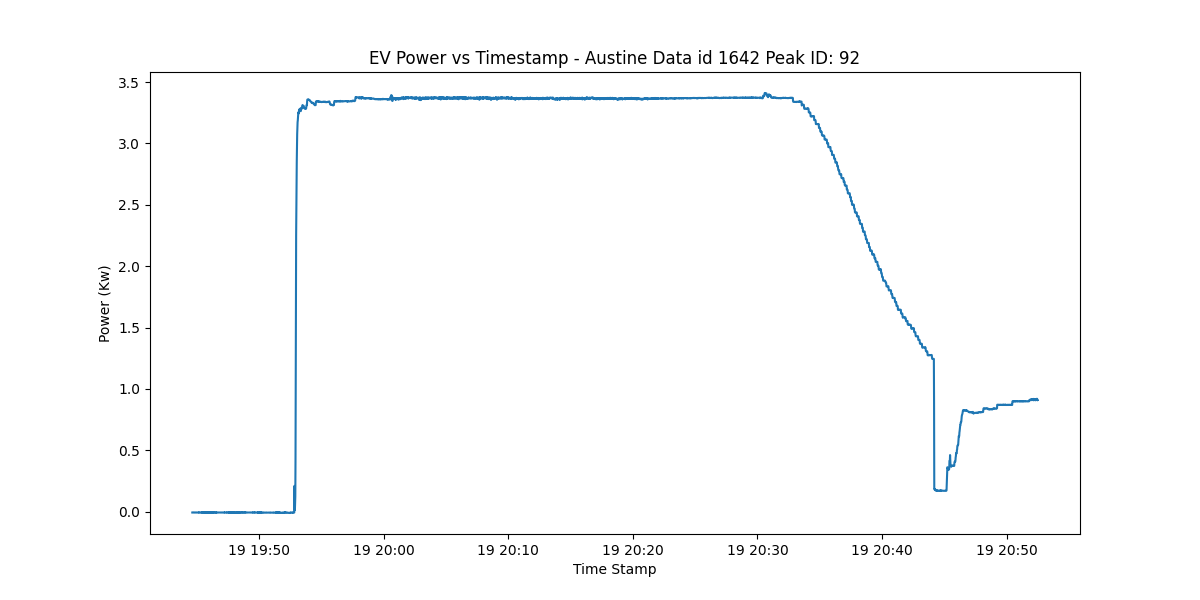 EV Power vs Timestamp - Austine Data id 1642 Peak ID: 92
3.5
3.0
2.5
2.0
1.5
1.0
0.5
0.0
Power (Kw)
19 19:50 19 20:00 19 20:10 19 20:20 19 20:30 19 20:40 19 20:50
Time Stamp